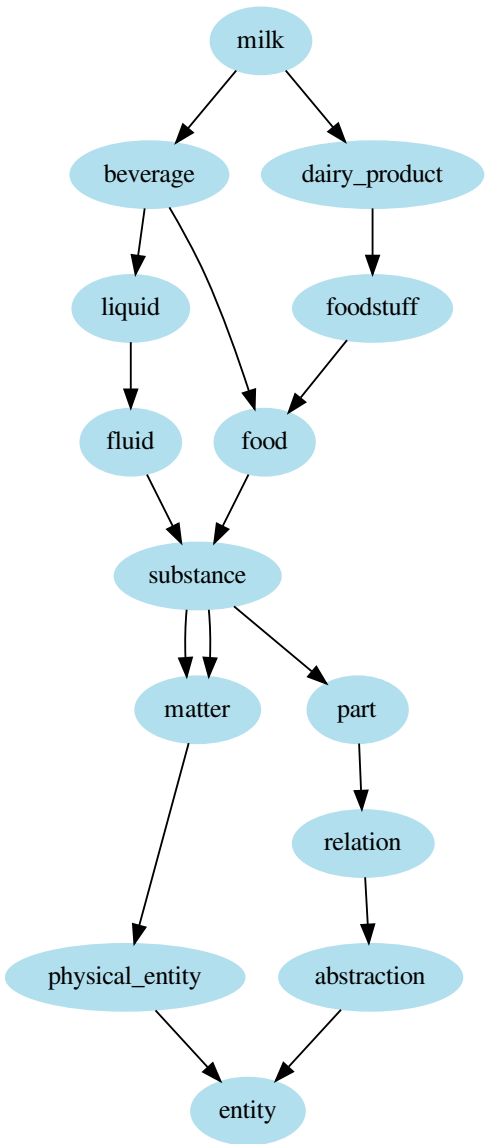 milk
beverage
dairy_product
liquid
foodstuff
fluid
food
substance
matter
part
relation
physical_entity
abstraction
entity